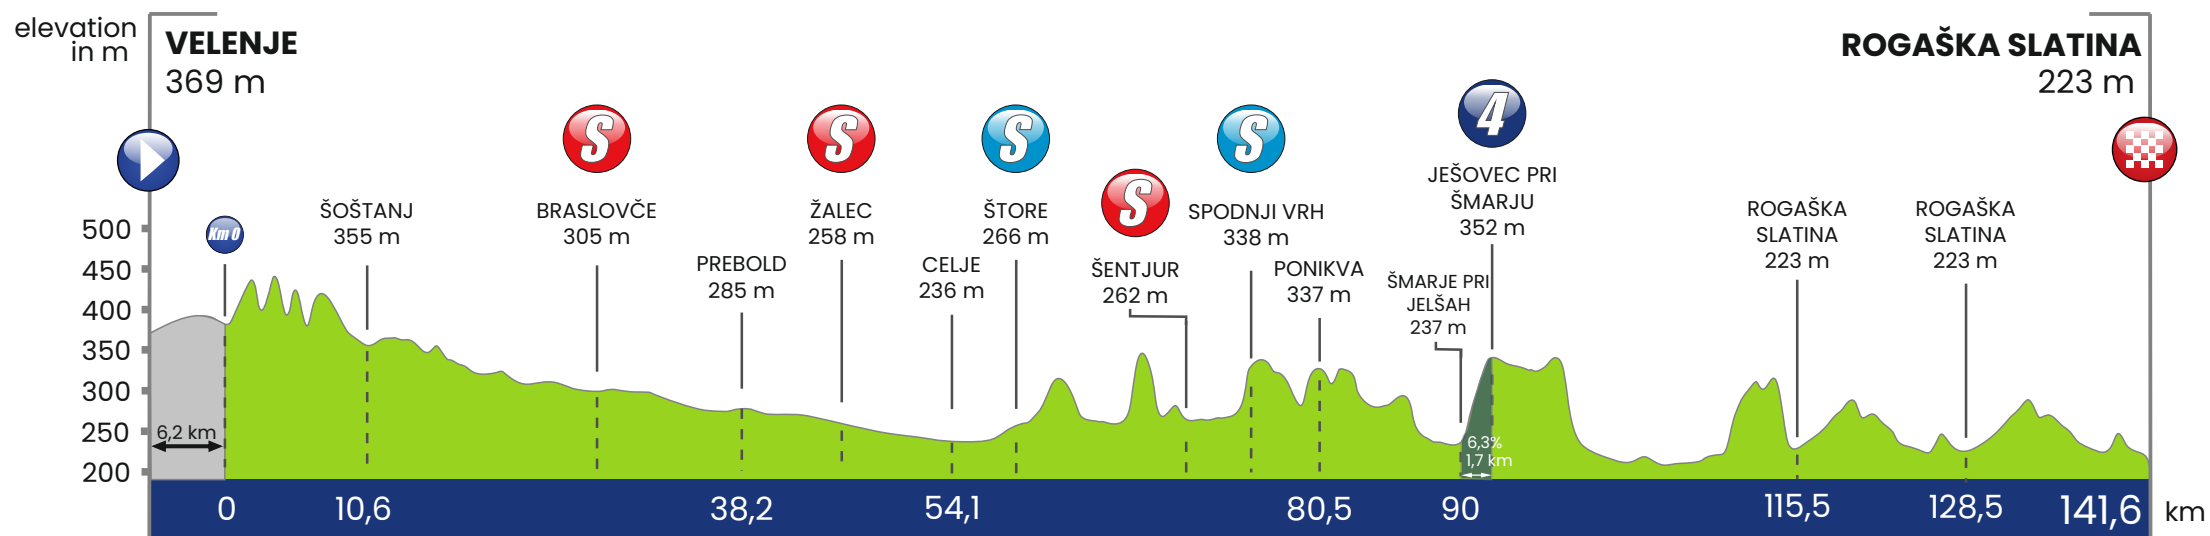 elevation
in m
VELENJE
369 m
ROGAŠKA SLATINA
223 m
S
S
S
S
S
4
Km 0
ŠOŠTANJ
355 m
BRASLOVČE
305 m
PREBOLD
285 m
ŽALEC
258 m
CELJE
236 m
ŠTORE
266 m
ŠENTJUR
262 m
SPODNJI VRH
338 m
PONIKVA
337 m
ŠMARJE PRI
JELŠAH
237 m
JEŠOVEC PRI
ŠMARJU
352 m
ROGAŠKA
SLATINA
223 m
ROGAŠKA
SLATINA
223 m
500
450
400
350
300
250
200
6,2 km
6,3%
1,7 km
0
10,6
38,2
54,1
80,5
90
115,5
128,5
141,6
km